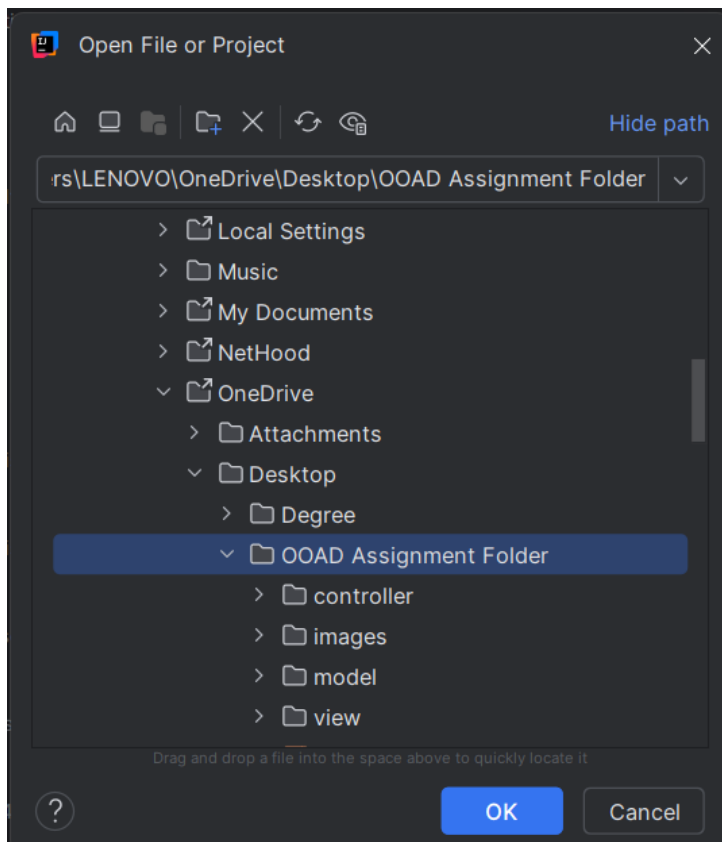 Open File or Project
Hide path
rs\LENOVO\OneDrive\Desktop\OOAD Assignment Folder
Local Settings
Music
My Documents
NetHood
OneDrive
Attachments
Desktop
Degree
OOAD Assignment Folder
controller
images
model
view
Drag and drop a file into the space above to quickly locate it
?
OK
Cancel